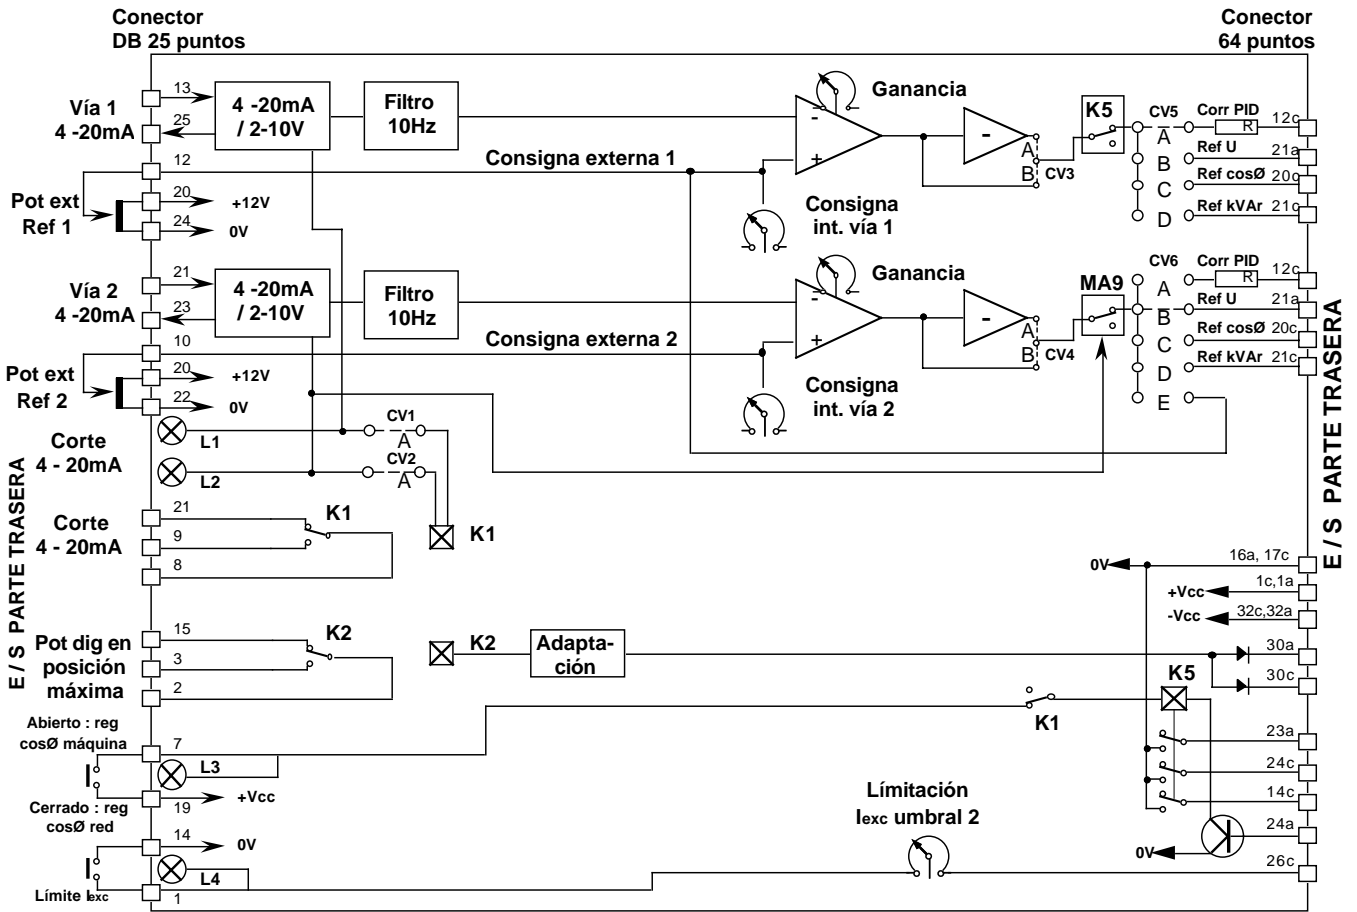 Conector
DB 25 puntos
Conector
64 puntos
Vía 1
4 -20mA
13
25
4 -20mA
/ 2-10V
Filtro
10Hz
Ganancia
-
+
-
A
B
CV3
K5
CV5
A
B
C
D
Corr PID
R
12c
Ref U
21a
Ref cosØ
20c
Ref kVAr
21c
12
Consigna externa 1
Pot ext
Ref 1
20
+12V
24
0V
Consigna
int. vía 1
Vía 2
4 -20mA
21
23
4 -20mA
/ 2-10V
Filtro
10Hz
Ganancia
-
+
-
A
B
CV4
MA9
CV6
A
B
C
D
E
Corr PID
R
12c
Ref U
21a
Ref cosØ
20c
Ref kVAr
21c
10
Consigna externa 2
Pot ext
Ref 2
20
+12V
22
0V
Consigna
int. vía 2
Corte
4 - 20mA
L1
L2
CV1
A
CV2
A
K1
Corte
4 - 20mA
21
9
8
K1
E / S PARTE TRASERA
E / S PARTE TRASERA
0V
16a, 17c
+Vcc
1c,1a
-Vcc
32c,32a
Pot dig en
posición
máxima
15
3
2
K2
K2
Adapta-
ción
30a
30c
K5
K1
23a
24c
14c
24a
0V
26c
Abierto : reg
cosØ máquina
7
L3
+Vcc
19
Cerrado : reg
cosØ red
14
0V
L4
Límite Iexc
1
Límitación
Iexc umbral 2